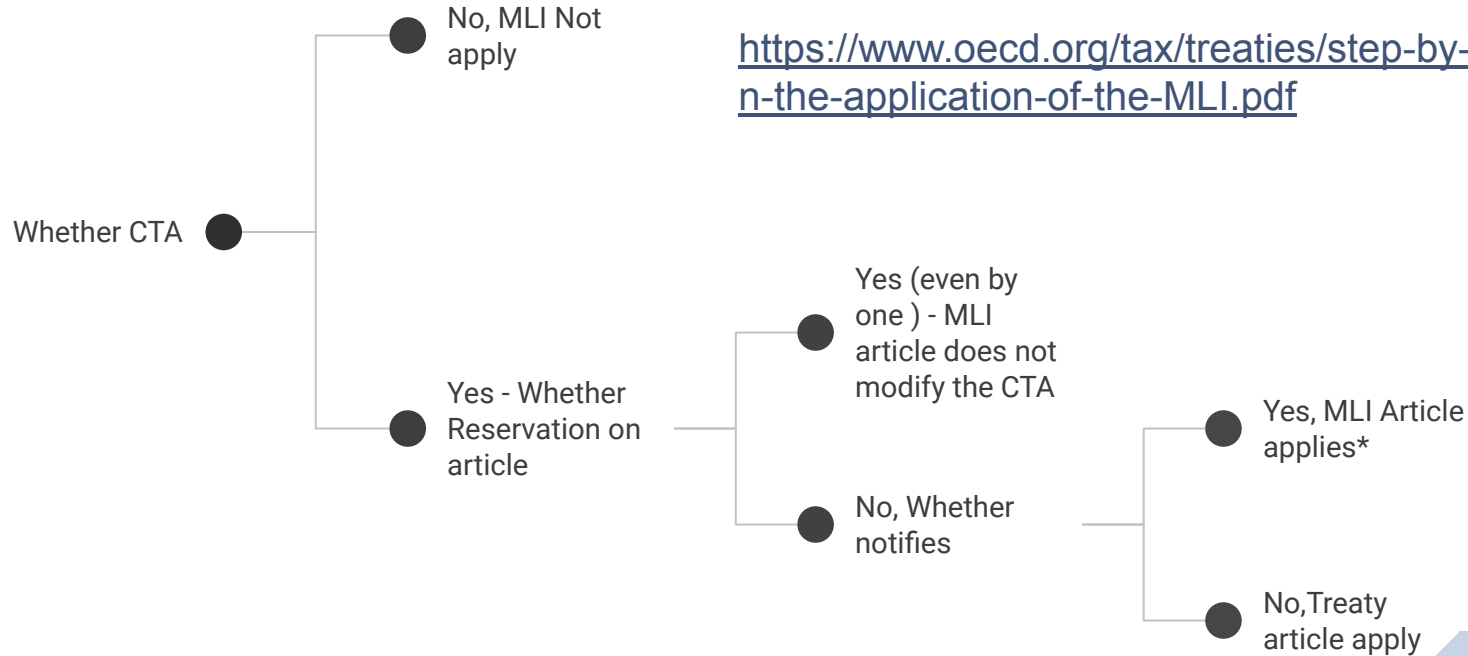 No, MLI Not
apply
https://www.oecd.org/tax/treaties/step-by-
n-the-application-of-the-MLI.pdf
Whether CTA
Yes (even by
one ) - MLI
article does not
modify the CTA
Yes - Whether
Reservation on
article
Yes, MLI Article
applies*
No, Whether
notifies
No,Treaty
article apply